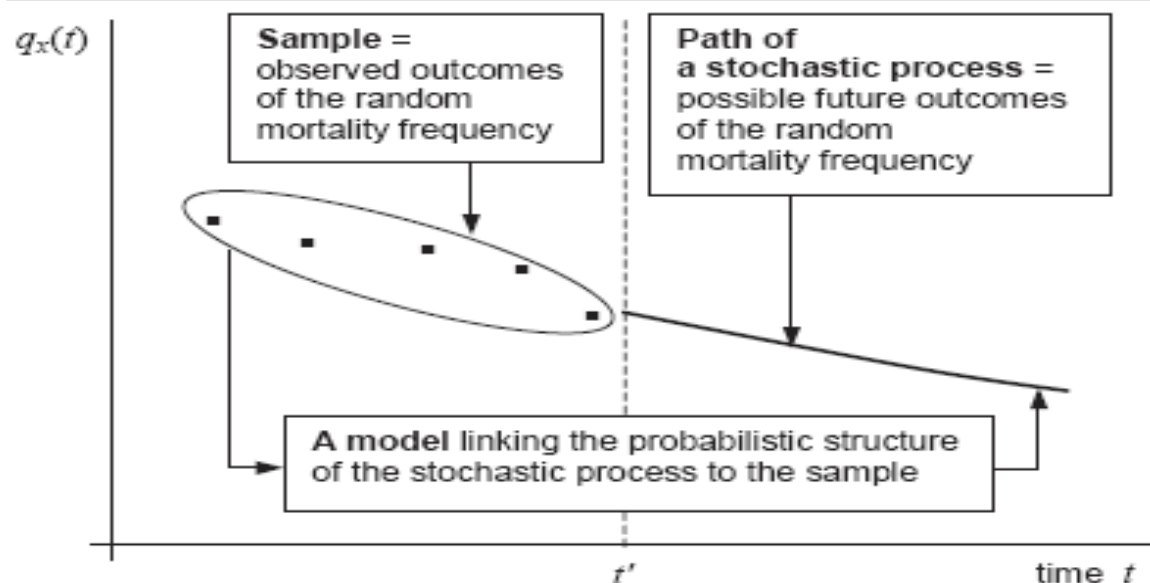 qx(t)
Sample =
observed outcomes
of the random
mortality frequency
Path of
a stochastic process =
possible future outcomes
of the random
mortality frequency
A model linking the probabilistic structure
of the stochastic process to the sample
t'
time t